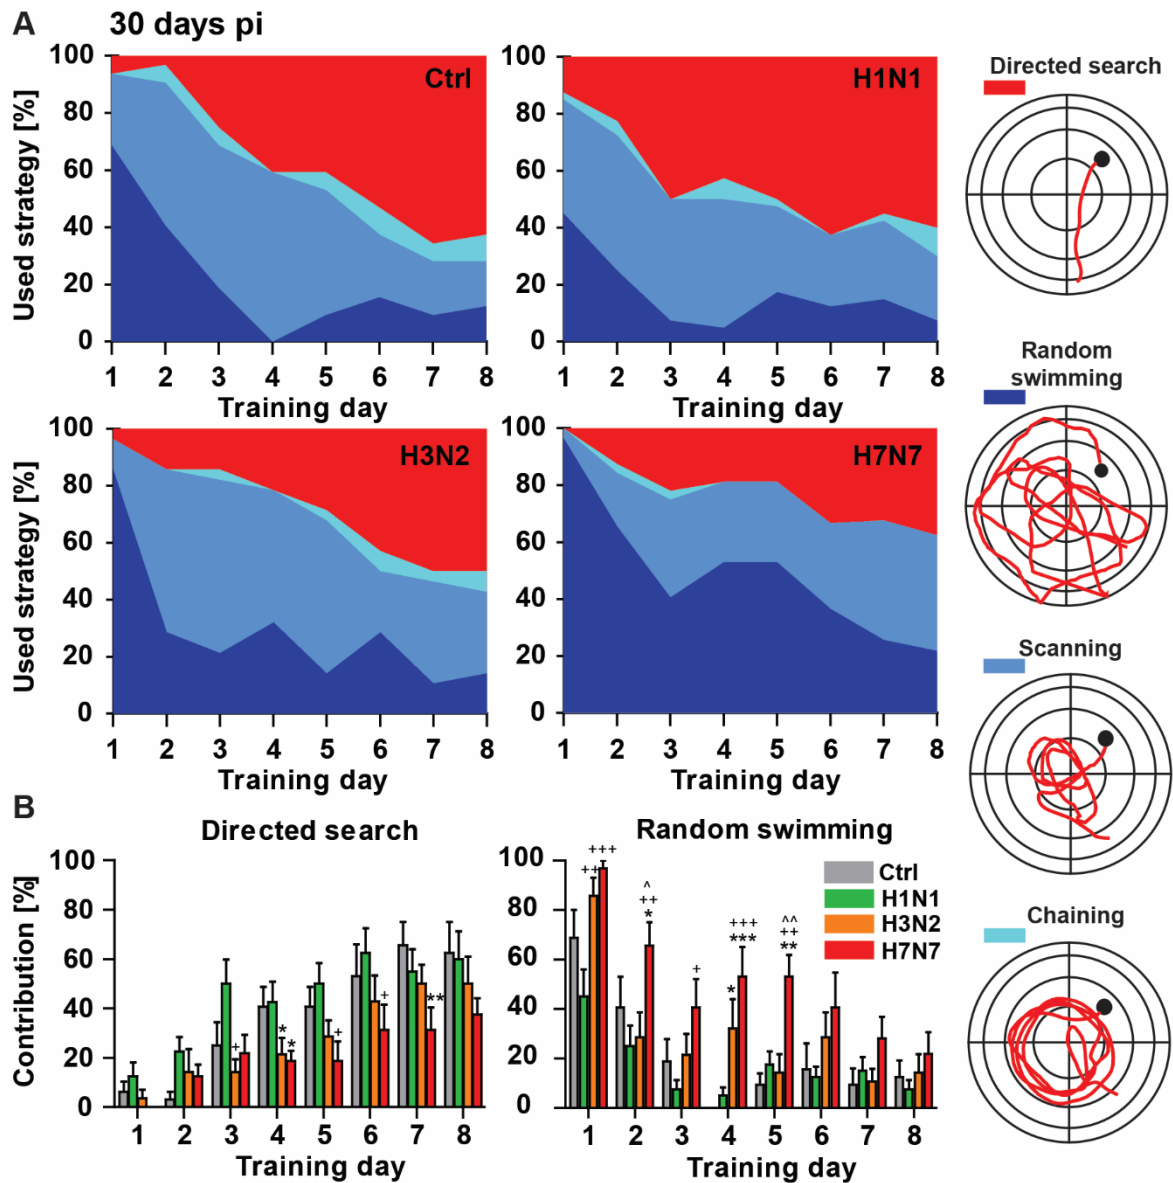 A 30 days pi
Used strategy [%]
100
80
60
40
20
0
Ctrl
1 2 3 4 5 6 7 8
Training day
100
80
60
40
20
0
H1N1
1 2 3 4 5 6 7 8
Training day
Used strategy [%]
100
80
60
40
20
0
H3N2
1 2 3 4 5 6 7 8
Training day
100
80
60
40
20
0
H7N7
1 2 3 4 5 6 7 8
Training day
Directed search
Random
swimming
Scanning
Chaining
B
Directed search
Contribution [%]
100
80
60
40
20
0
+
*
*
+
+
**
1 2 3 4 5 6 7 8
Training day
Random swimming
100
80
60
40
20
0
++
+++
^
++
*
+
*
+++
***
^^
++
**
Ctrl
H1N1
H3N2
H7N7
1 2 3 4 5 6 7 8
Training day